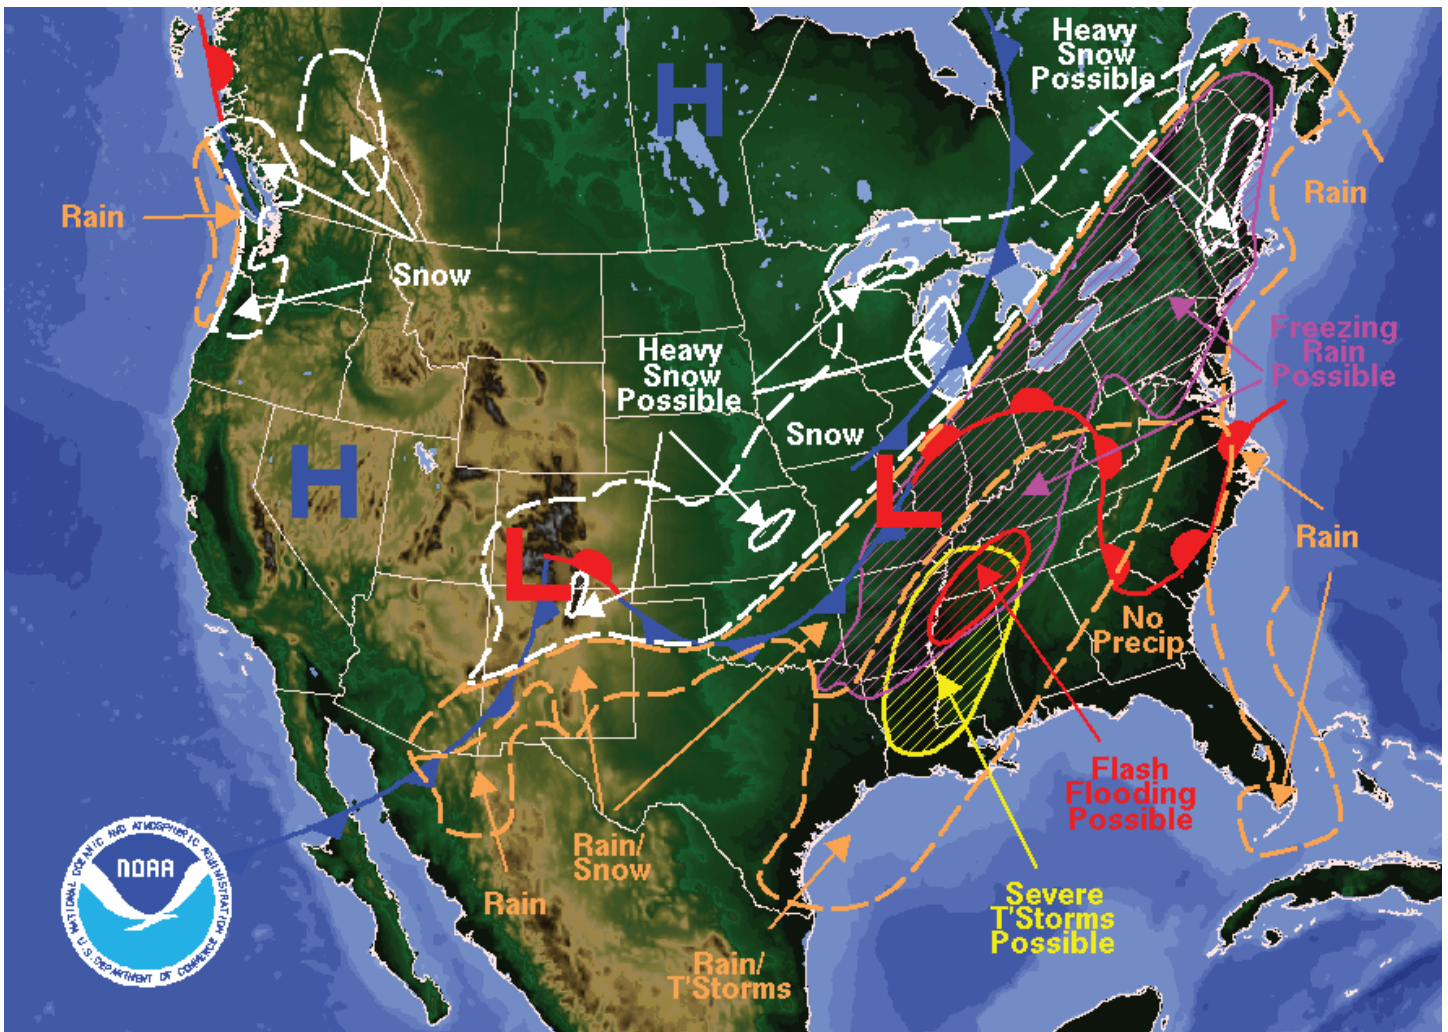 Heavy
Snow
Possible
H
Rain
Rain
Snow
Freezing
Rain
Possible
Heavy
Snow
Possible
Snow
H
L
L
Rain
No
Precip
Flash
Flooding
Possible
Rain/
Snow
Rain
Severe
T'Storms
Possible
Rain/
T'Storms
NATIONAL OCEANIC AND ATMOSPHERIC ADMINISTRATION
NOAA
U.S. DEPARTMENT OF COMMERCE